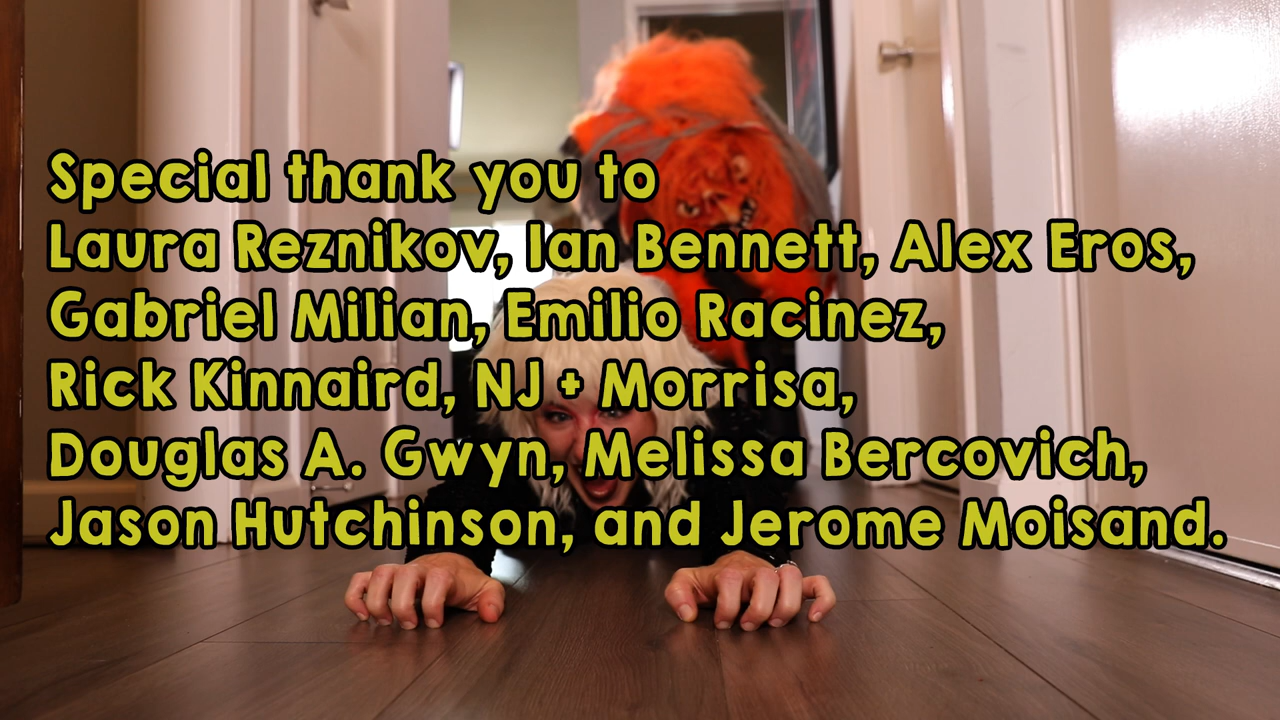 Special thank you to
Laura Reznikov, Ian Bennett, Alex Eros,
Gabriel Milian, Emilio Racinez,
Rick Kinnaird, NJ + Morrisa,
Douglas A. Gwyn, Melissa Bercovich,
Jason Hutchinson, and Jerome Moisand.